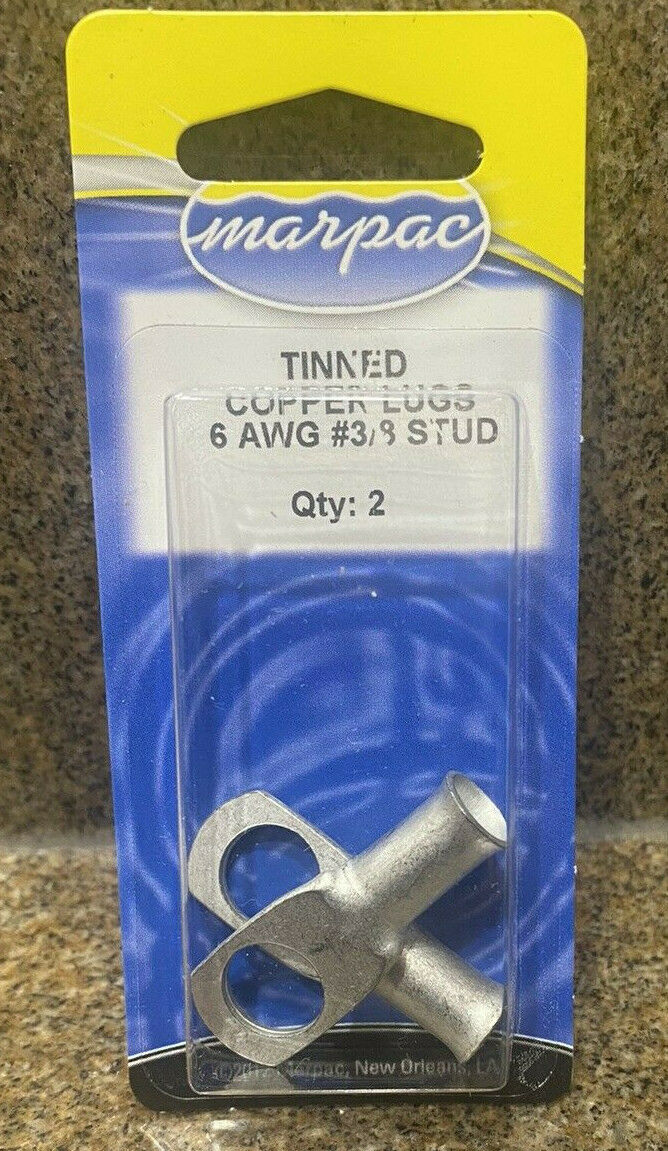 marpac
TINNED
COPPER LUGS
6 AWG #3/8 STUD
Qty: 2
Marpac, New Orleans, LA